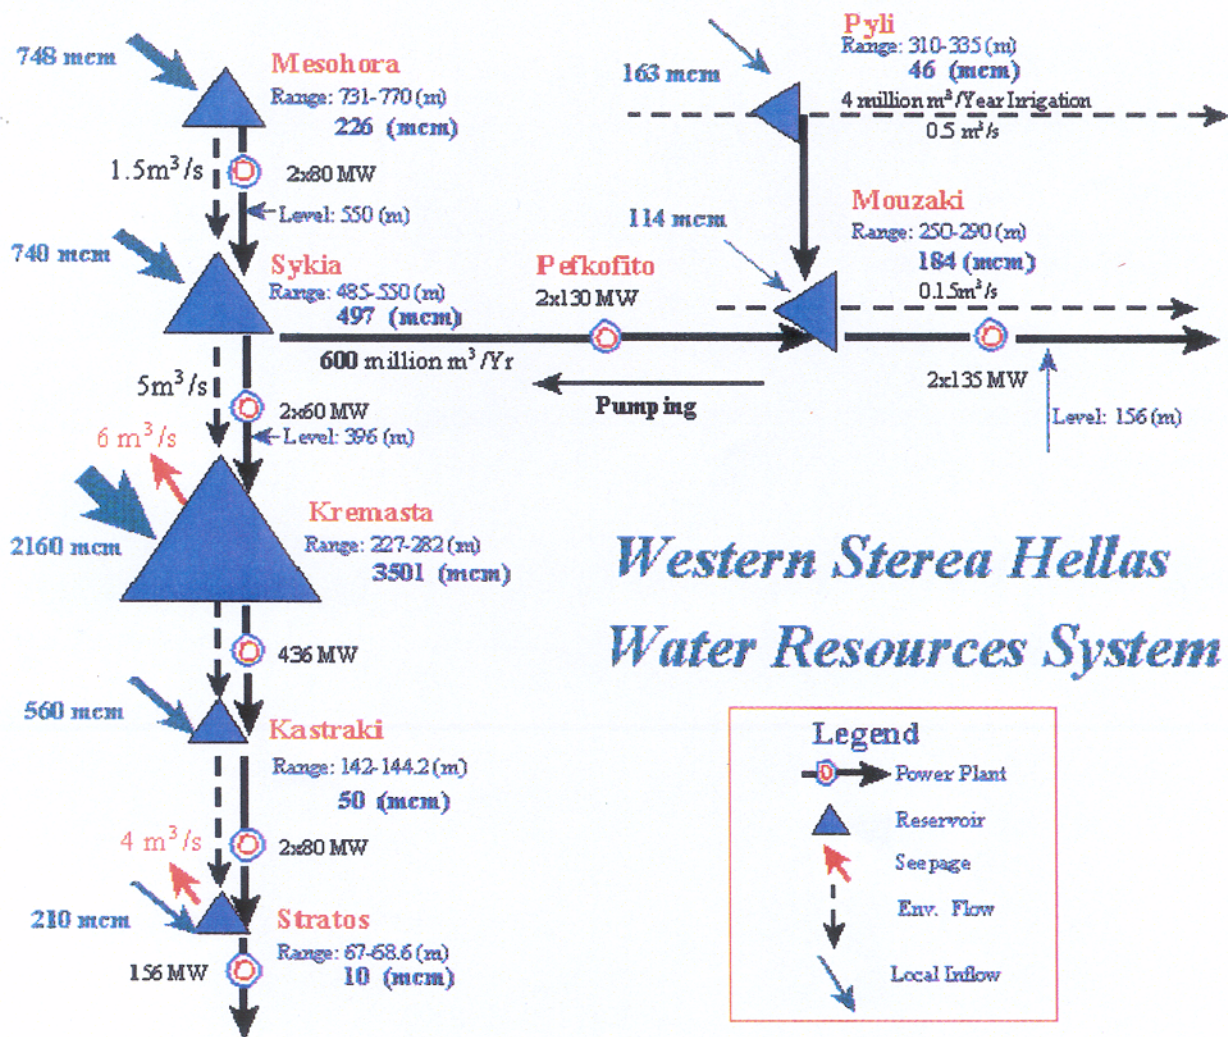 748 mcm
Mesohora
Range: 731-770 (m)
226 (mcm)
1.5m³/s
2x80 MW
Level: 550 (m)
740 mcm
Sykia
Range: 485-550 (m)
497 (mcm)
600 million m³/Yr
5m³/s
2x60 MW
Level: 396 (m)
6 m³/s
2160 mcm
Kremasta
Range: 227-282 (m)
3501 (mcm)
436 MW
560 mcm
Kastraki
Range: 142-144.2 (m)
50 (mcm)
2x80 MW
4 m³/s
210 mcm
Stratos
Range: 67-68.6 (m)
10 (mcm)
156 MW
Pyli
Range: 310-335 (m)
46 (mcm)
163 mcm
4 million m³/Year Irrigation
0.5 m³/s
Mouzaki
Range: 250-290 (m)
184 (mcm)
0.15m³/s
114 mcm
Pefkofito
2x130 MW
Pumping
2x135 MW
Level: 156 (m)
Western Sterea Hellas
Water Resources System
Legend
Power Plant
Reservoir
Seepage
Env. Flow
Local Inflow